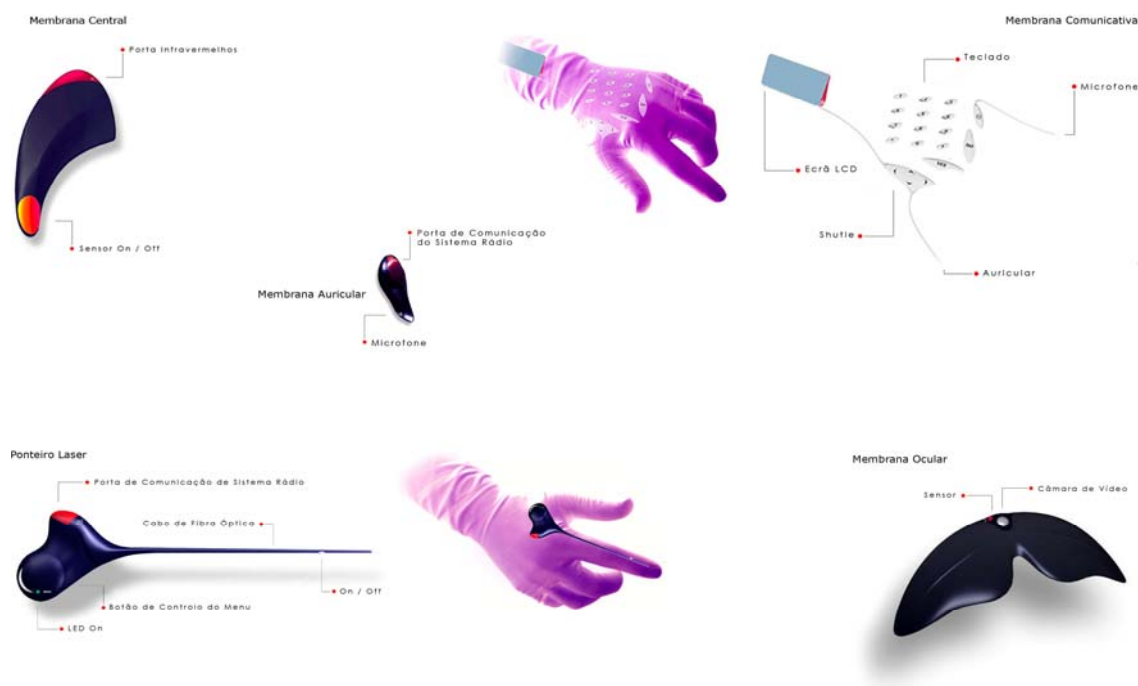 Membrana Central
Porta Infravermelhos
Sensor On / Off
Membrana Comunicativa
Teclado
Microfone
Ecrã LCD
Shutle
Auricular
Porta de Comunicação
do Sistema Rádio
Membrana Auricular
Microfone
Ponteiro Laser
Porta de Comunicação de Sistema Rádio
Cabo de Fibra Óptica
On / Off
Botão de Controlo do Menu
LED On
Membrana Ocular
Sensor
Câmara de Vídeo